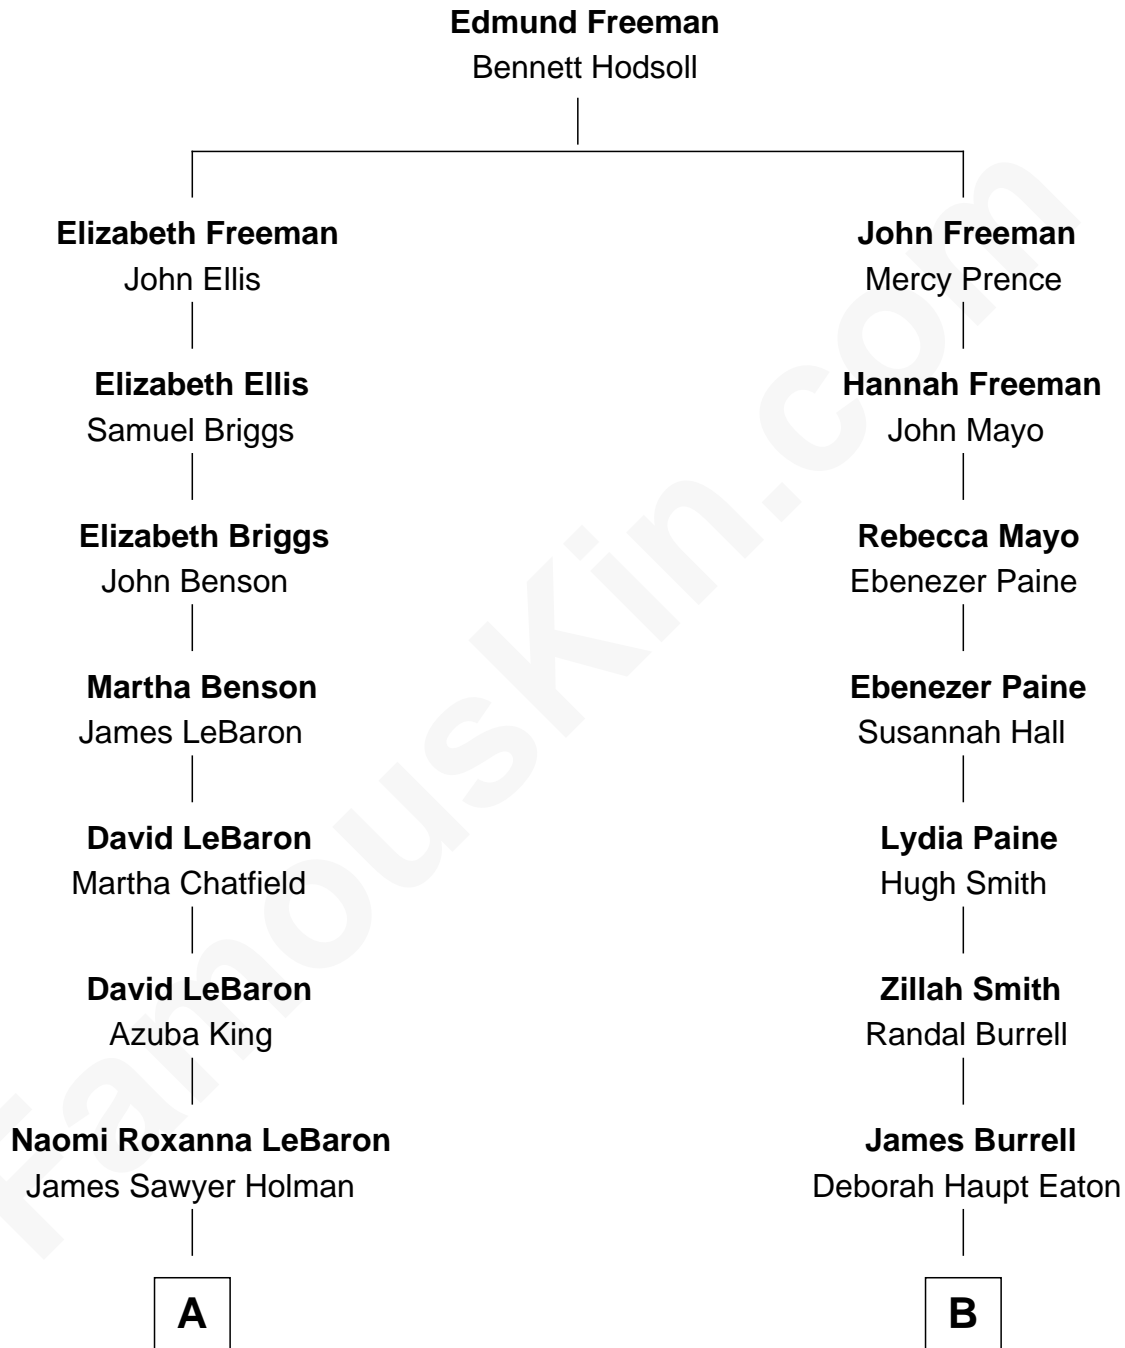 Edmund Freeman
Bennett Hodsoll
Elizabeth Freeman
John Ellis
John Freeman
Mercy Prence
Elizabeth Ellis
Samuel Briggs
Hannah Freeman
John Mayo
Elizabeth Briggs
John Benson
Rebecca Mayo
Ebenezer Paine
Martha Benson
James LeBaron
Ebenezer Paine
Susannah Hall
David LeBaron
Martha Chatfield
Lydia Paine
Hugh Smith
David LeBaron
Azuba King
Zillah Smith
Randal Burrell
Naomi Roxanna LeBaron
James Sawyer Holman
James Burrell
Deborah Haupt Eaton
A
B
FamousKin.com